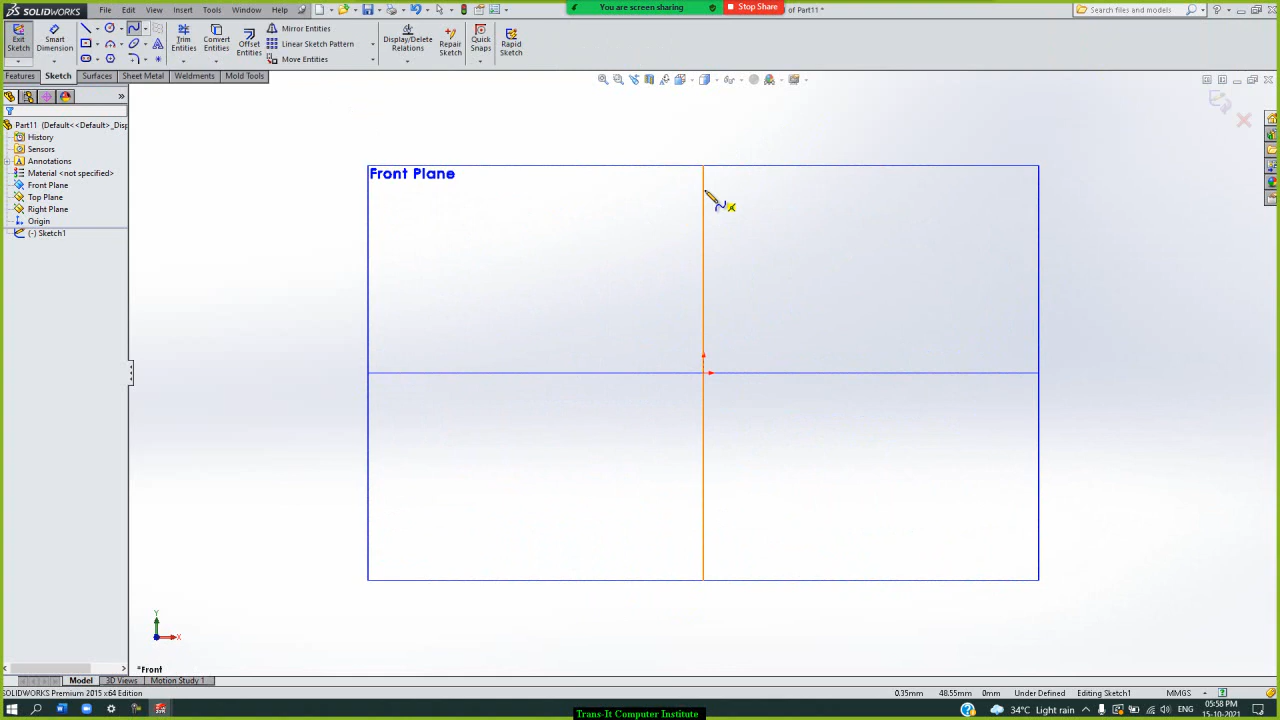 SOLIDWORKS File Edit View Insert Tools Window Help
You are screen sharing
Stop Share
of Part11 *
Search files and models
Exit Sketch
Smart Dimension
Trim Entities
Convert Entities
Offset Entities
Mirror Entities
Linear Sketch Pattern
Move Entities
Display/Delete Relations
Repair Sketch
Quick Snaps
Rapid Sketch
Features Sketch Surfaces Sheet Metal Weldments Mold Tools
Part11 (Default<<Default>_Disp
History
Sensors
Annotations
Material <not specified>
Front Plane
Top Plane
Right Plane
Origin
(-) Sketch1
Front Plane
Y
X
*Front
Model 3D Views Motion Study 1
SOLIDWORKS Premium 2015 x64 Edition
0.35mm 48.55mm 0mm Under Defined Editing Sketch1 MMGS
34°C Light rain
ENG
05:58 PM
15-10-2021
Trans-It Computer Institute